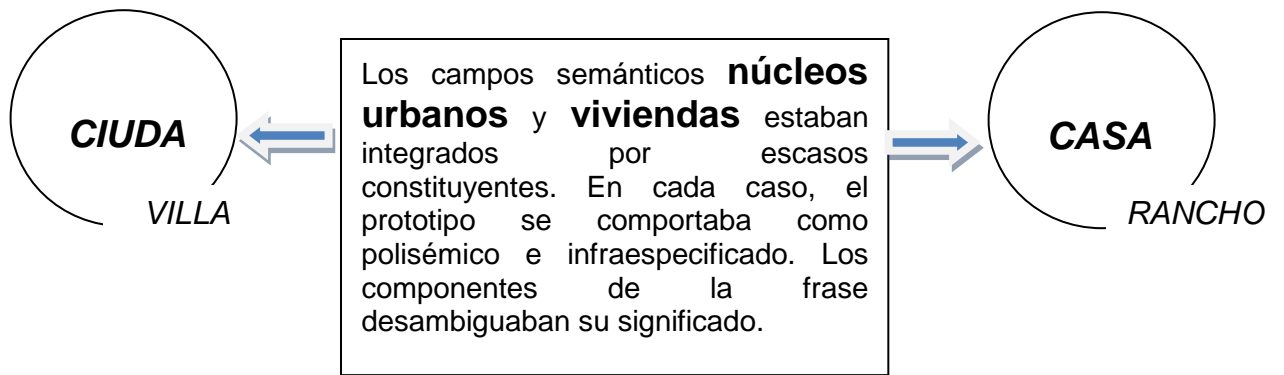 CIUDA
VILLA
Los campos semánticos núcleos
urbanos y viviendas estaban
integrados por escasos
constituyentes. En cada caso, el
prototipo se comportaba como
polisémico e infraespecificado. Los
componentes de la frase
desambiguaban su significado.
CASA
RANCHO